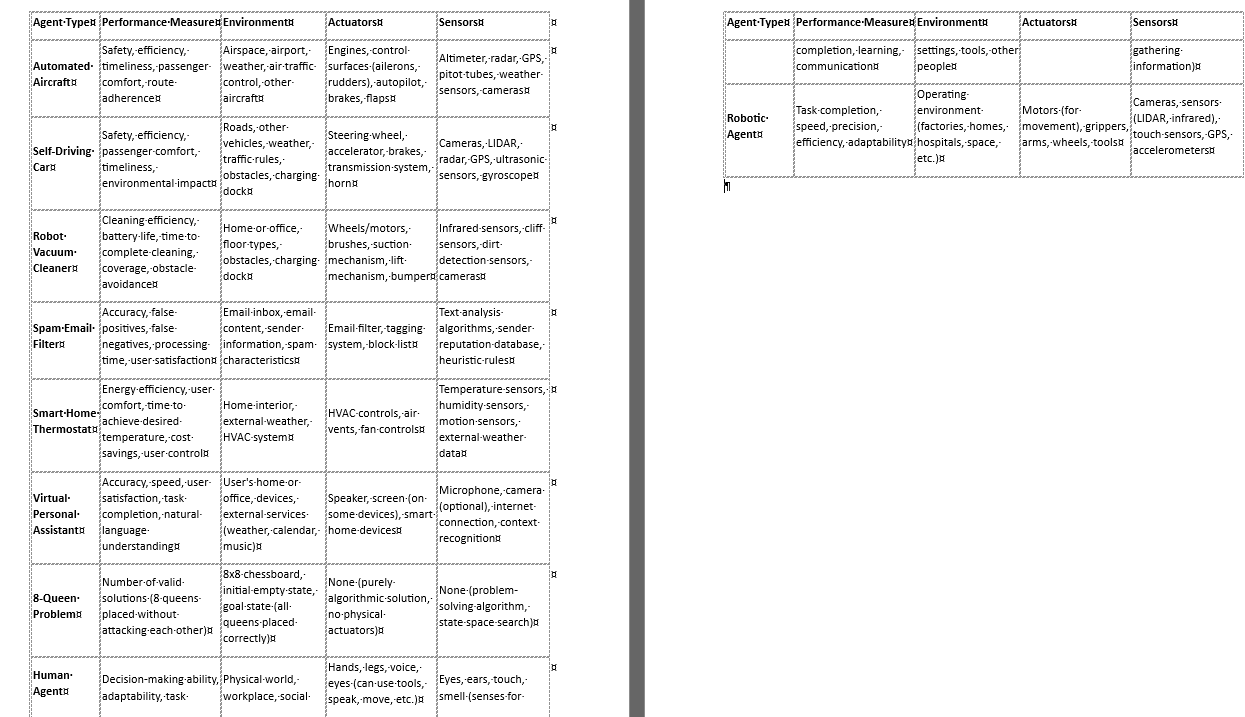 Agent Type Performance Measure Environment Actuators Sensors
Automated
Aircraft
Safety, efficiency,
timeliness, passenger
comfort, route
adherence
Airspace, airport,
weather, air traffic
control, other
aircraft
Engines, control
surfaces (ailerons,
rudders), autopilot,
brakes, flaps
Altimeter, radar, GPS,
pitot tubes, weather
sensors, cameras
Self-Driving
Car
Safety, efficiency,
passenger comfort,
timeliness,
environmental impact
Roads, other
vehicles, weather,
traffic rules,
obstacles, charging
dock
Steering wheel,
accelerator, brakes,
transmission system,
horn
Cameras, LIDAR,
radar, GPS, ultrasonic
sensors, gyroscope
Robot
Vacuum
Cleaner
Cleaning efficiency,
battery life, time to
complete cleaning,
coverage, obstacle
avoidance
Home or office,
floor types,
obstacles, charging
dock
Wheels/motors,
brushes, suction
mechanism, lift
mechanism, bumper
Infrared sensors, cliff
sensors, dirt
detection sensors,
cameras
Spam Email
Filter
Accuracy, false
positives, false
negatives, processing
time, user satisfaction
Email inbox, email
content, sender
information, spam
characteristics
Email filter, tagging
system, block list
Text analysis
algorithms, sender
reputation database,
heuristic rules
Smart Home
Thermostat
Energy efficiency, user
comfort, time to
achieve desired
temperature, cost
savings, user control
Home interior,
external weather,
HVAC system
HVAC controls, air
vents, fan controls
Temperature sensors,
humidity sensors,
motion sensors,
external weather
data
Virtual
Personal
Assistant
Accuracy, speed, user
satisfaction, task
completion, natural
language
understanding
User's home or
office, devices,
external services
(weather, calendar,
music)
Speaker, screen (on
some devices), smart
home devices
Microphone, camera
(optional), internet
connection, context
recognition
8-Queen
Problem
Number of valid
solutions (8 queens
placed without
attacking each other)
8x8 chessboard,
initial empty state,
goal state (all
queens placed
correctly)
None (purely
algorithmic solution,
no physical
actuators)
None (problem-
solving algorithm,
state space search)
Human
Agent
Decision-making ability,
adaptability, task
Physical world,
workplace, social
Hands, legs, voice,
eyes (can use tools,
speak, move, etc.)
Eyes, ears, touch,
smell (senses for
Agent Type Performance Measure Environment Actuators Sensors
completion, learning,
communication
settings, tools, other
people
gathering
information)
Robotic
Agent
Task completion,
speed, precision,
efficiency, adaptability
Operating
environment
(factories, homes,
hospitals, space,
etc.)
Motors (for
movement), grippers,
arms, wheels, tools
Cameras, sensors
(LIDAR, infrared),
touch sensors, GPS,
accelerometers